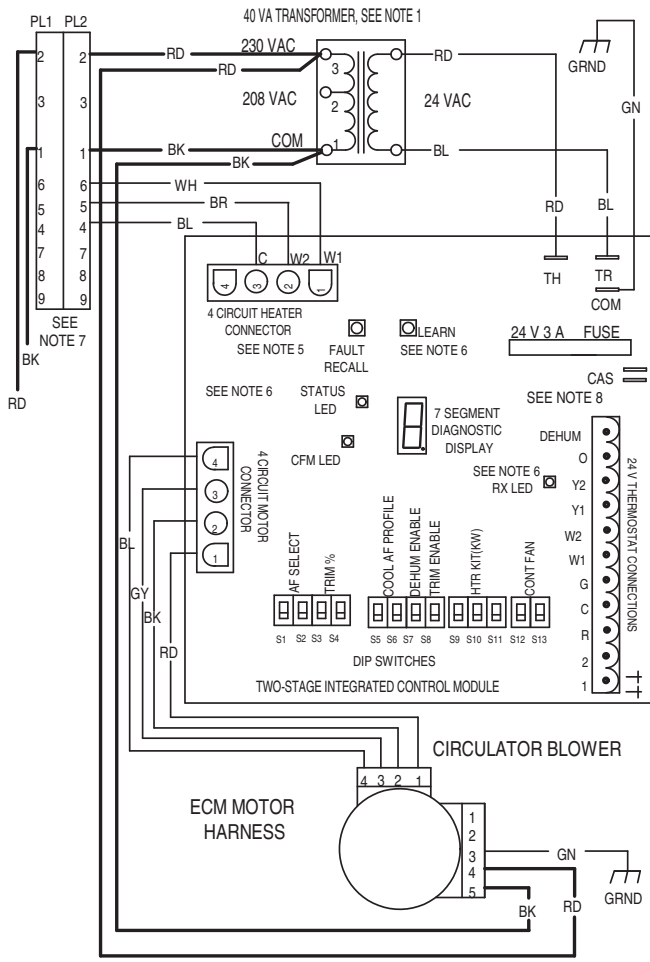 40 VA TRANSFORMER, SEE NOTE 1
PL1 PL2
2 2
3 3
1 1
6 6
5 5
4 4
7 7
8 8
9 9
SEE
NOTE 7
BK
RD
RD
RD
230 VAC
208 VAC
COM
3
2
1
BK
BK
WH
BR
BL
RD
24 VAC
BL
GRND
GN
RD
BL
TH
TR
COM
C
W2
W1
4
3
2
1
4 CIRCUIT HEATER
CONNECTOR
SEE NOTE 5
FAULT
RECALL
LEARN
SEE NOTE 6
24 V 3 A FUSE
CAS
SEE NOTE 8
SEE NOTE 6
STATUS
LED
CFM LED
7 SEGMENT
DIAGNOSTIC
DISPLAY
SEE NOTE 6
RX LED
DEHUM
O
Y2
Y1
W2
W1
G
C
R
2
1
24 V THERMOSTAT CONNECTIONS
4
3
2
1
4 CIRCUIT MOTOR
CONNECTOR
BL
GY
BK
RD
AF SELECT
TRIM %
COOL AF PROFILE
DEHUM ENABLE
TRIM ENABLE
HTR KIT(KW)
CONT FAN
S1 S2 S3 S4 S5 S6 S7 S8 S9 S10 S11 S12 S13
DIP SWITCHES
TWO-STAGE INTEGRATED CONTROL MODULE
CIRCULATOR BLOWER
4 3 2 1
ECM MOTOR
HARNESS
1
2
3
4
5
GN
GRND
BK
RD